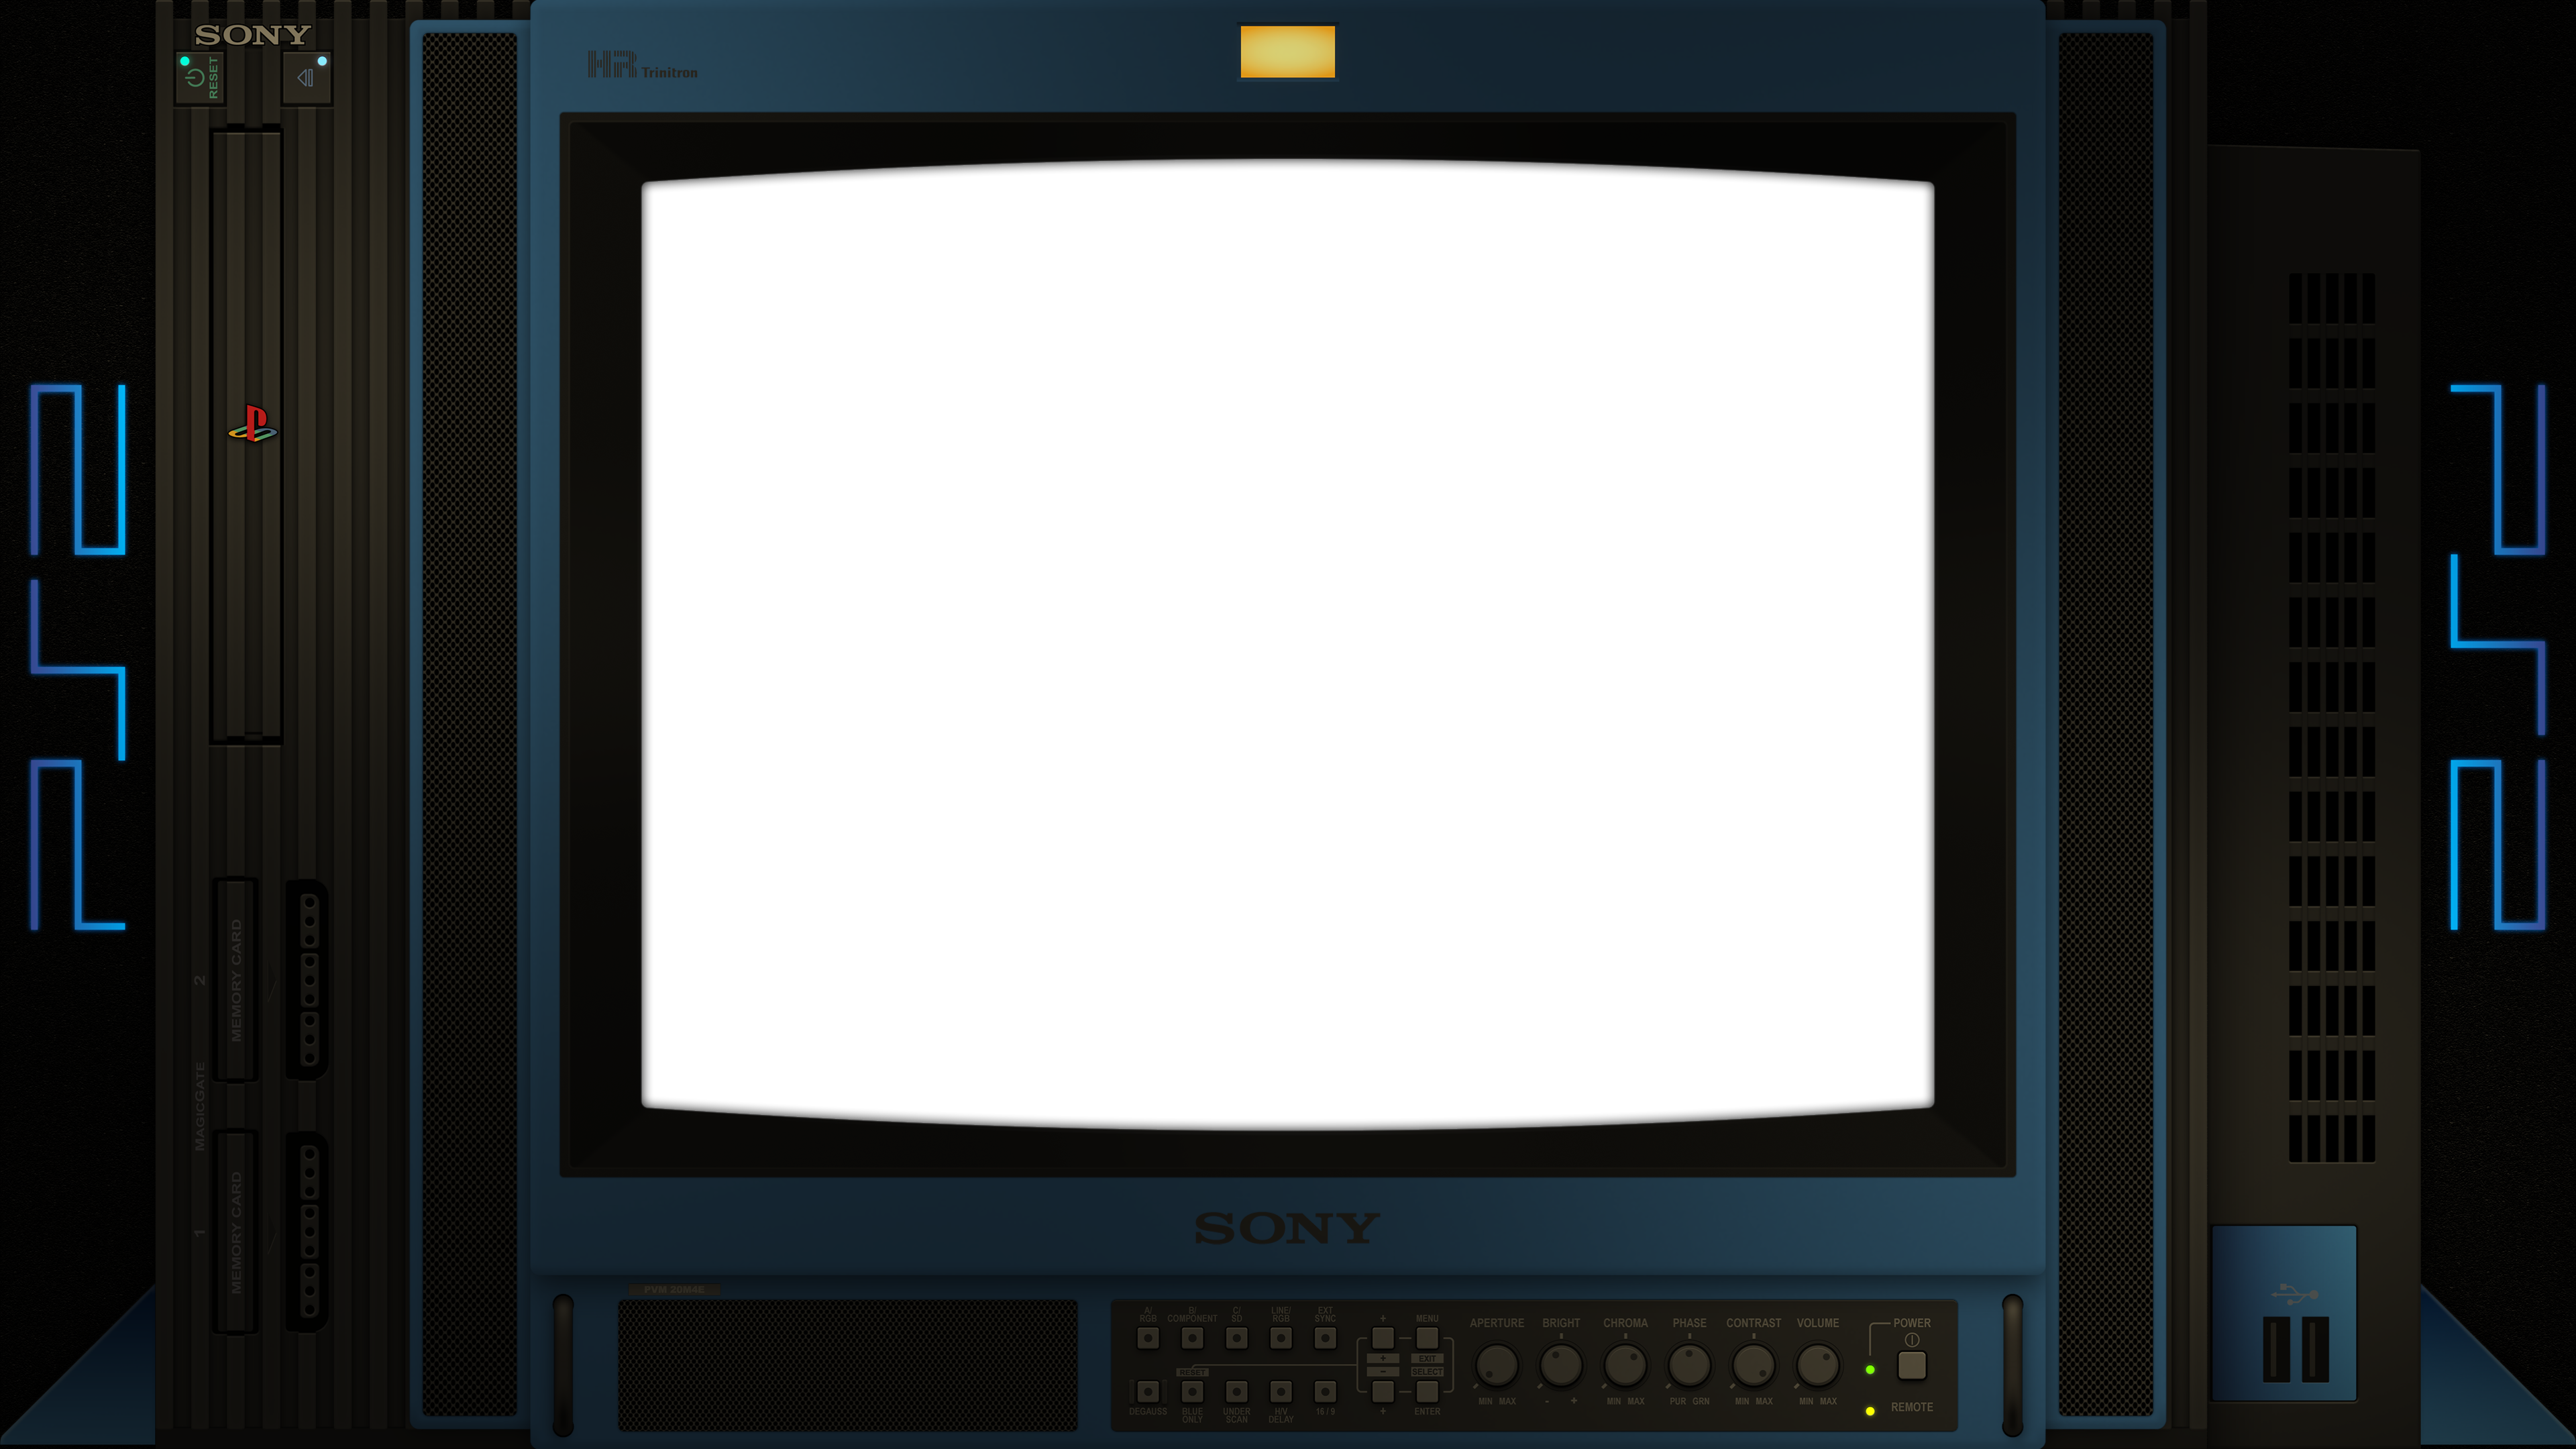 SONY
RESET
HR Trinitron
PS2
PS2
MEMORY CARD
2
MAGICGATE
MEMORY CARD
1
SONY
PVM 20M4E
A/
RGB
B/
COMPONENT
C/
SD
LINE/
RGB
EXT
SYNC
+
MENU
+
EXIT
RESET
-
SELECT
DEGAUSS
BLUE
ONLY
UNDER
SCAN
H/V
DELAY
16/9
+
ENTER
APERTURE
MIN MAX
BRIGHT
- +
CHROMA
MIN MAX
PHASE
PUR GRN
CONTRAST
MIN MAX
VOLUME
MIN MAX
POWER
REMOTE